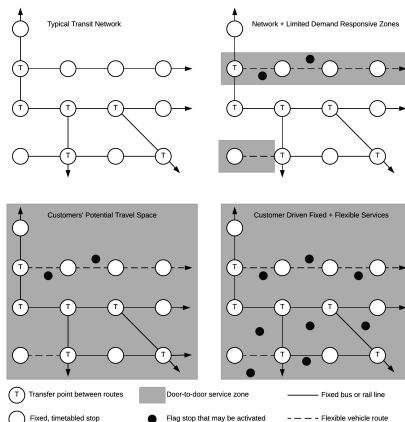 Typical Transit Network
T
T T T
T T
Network + Limited Demand Responsive Zones
T
T T T
T T
Customers' Potential Travel Space
T
T T T
T T
Customer Driven Fixed + Flexible Services
T
T T T
T T
T Transfer point between routes
Door-to-door service zone
Fixed bus or rail line
Fixed, timetabled stop
Flag stop that may be activated
Flexible vehicle route